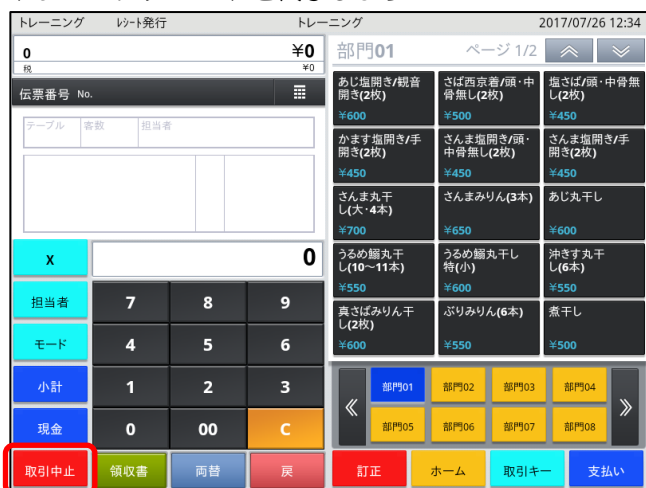 トレーニング レシート発行 トレーニング 2017/07/26 12:34
0 ¥0
税 ¥0
伝票番号 No.
テーブル 客数 担当者
X 0
担当者 7 8 9
モード 4 5 6
小計 1 2 3
現金 0 00 C
取引中止 領収書 両替 戻
部門01 ページ 1/2
あじ塩開き/観音
開き(2枚)
¥600
さば西京着/頭・中
骨無し(2枚)
¥500
塩さば/頭・中骨無
し(2枚)
¥450
かます塩開き/手
開き(2枚)
¥450
さんま塩開き/頭・
中骨無し(2枚)
¥450
さんま塩開き/手
開き(2枚)
¥450
さんま丸干
し(大・4本)
¥700
さんまみりん(3本)
¥650
あじ丸干し
¥600
うるめ鰯丸干
し(10～11本)
¥550
うるめ鰯丸干し
特(小)
¥600
沖きす丸干
し(6本)
¥550
真さばみりん干
し(2枚)
¥600
ぶりみりん(6本)
¥550
煮干し
¥500
部門01 部門02 部門03 部門04
部門05 部門06 部門07 部門08
訂正 ホーム 取引キー 支払い